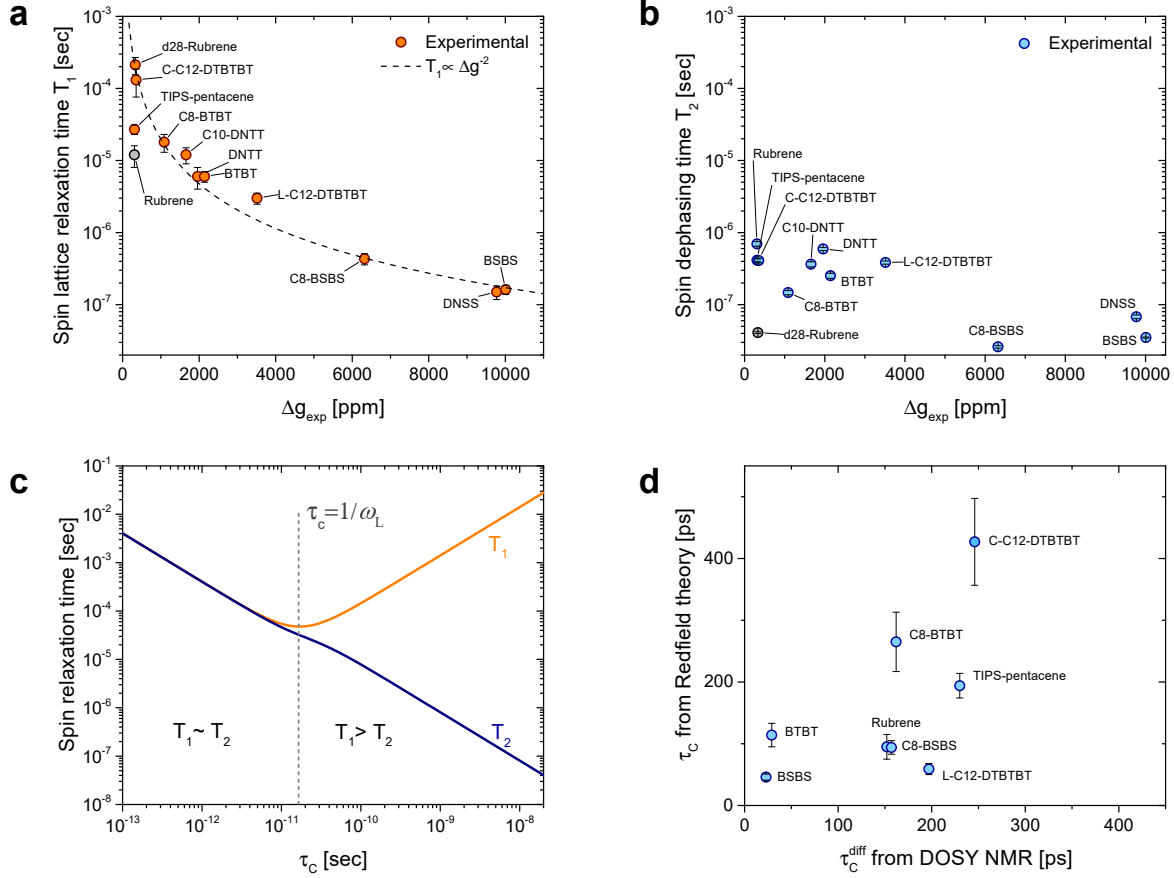 a
Spin lattice relaxation time T₁ [sec]
10⁻³
10⁻⁴
10⁻⁵
10⁻⁶
10⁻⁷
d28-Rubrene
C-C12-DTBTBT
TIPS-pentacene
C8-BTBT
C10-DNTT
DNTT
BTBT
Rubrene
L-C12-DTBTBT
C8-BSBS
BSBS
DNSS
Experimental
T₁ ∝ Δg⁻²
0
2000
4000
6000
8000
10000
Δg_exp [ppm]
b
Spin dephasing time T₂ [sec]
10⁻³
10⁻⁴
10⁻⁵
10⁻⁶
10⁻⁷
Experimental
Rubrene
TIPS-pentacene
C-C12-DTBTBT
C10-DNTT
DNTT
L-C12-DTBTBT
BTBT
C8-BTBT
d28-Rubrene
C8-BSBS
DNSS
BSBS
0
2000
4000
6000
8000
10000
Δg_exp [ppm]
c
Spin relaxation time [sec]
10⁻¹
10⁻²
10⁻³
10⁻⁴
10⁻⁵
10⁻⁶
10⁻⁷
10⁻⁸
τ_c=1/ω_L
T₁
T₂
T₁~ T₂
T₁> T₂
10⁻¹³
10⁻¹²
10⁻¹¹
10⁻¹⁰
10⁻⁹
10⁻⁸
τ_C [sec]
d
τ_C from Redfield theory [ps]
400
200
0
C-C12-DTBTBT
C8-BTBT
TIPS-pentacene
BTBT
Rubrene
C8-BSBS
BSBS
L-C12-DTBTBT
0
100
200
300
400
τ_C^diff from DOSY NMR [ps]